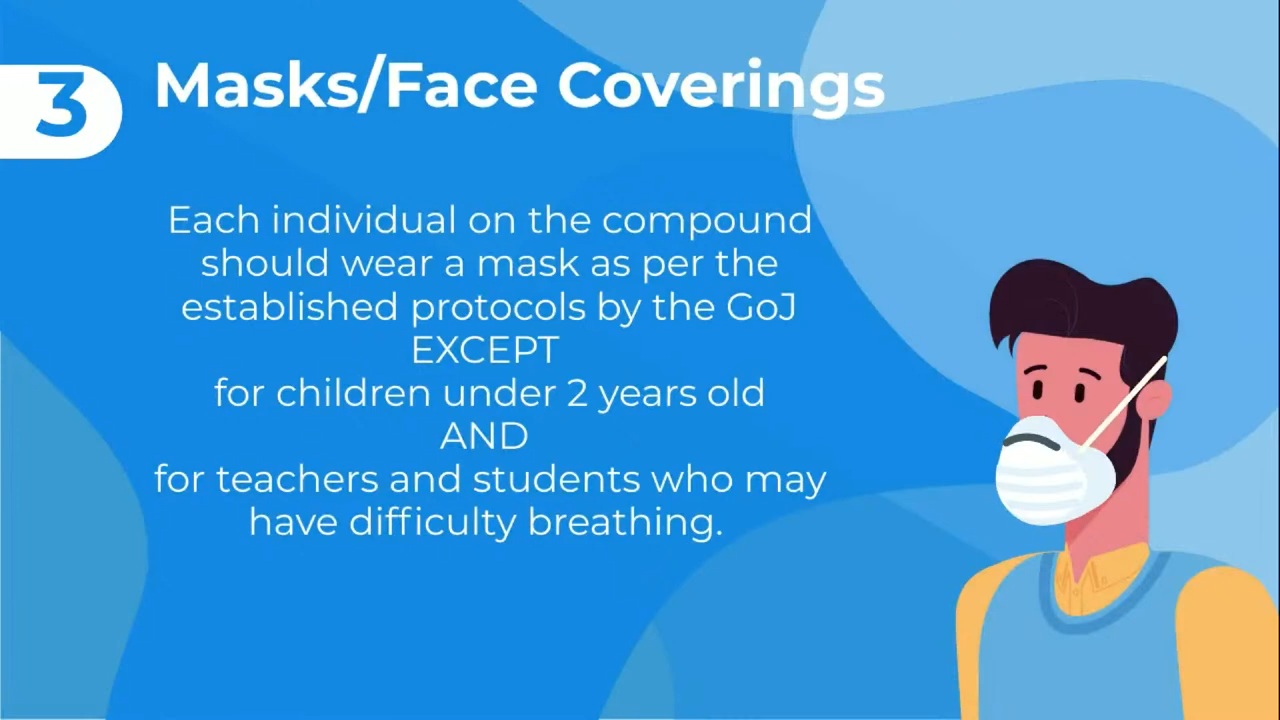 3
Masks/Face Coverings
Each individual on the compound
should wear a mask as per the
established protocols by the GoJ
EXCEPT
for children under 2 years old
AND
for teachers and students who may
have difficulty breathing.